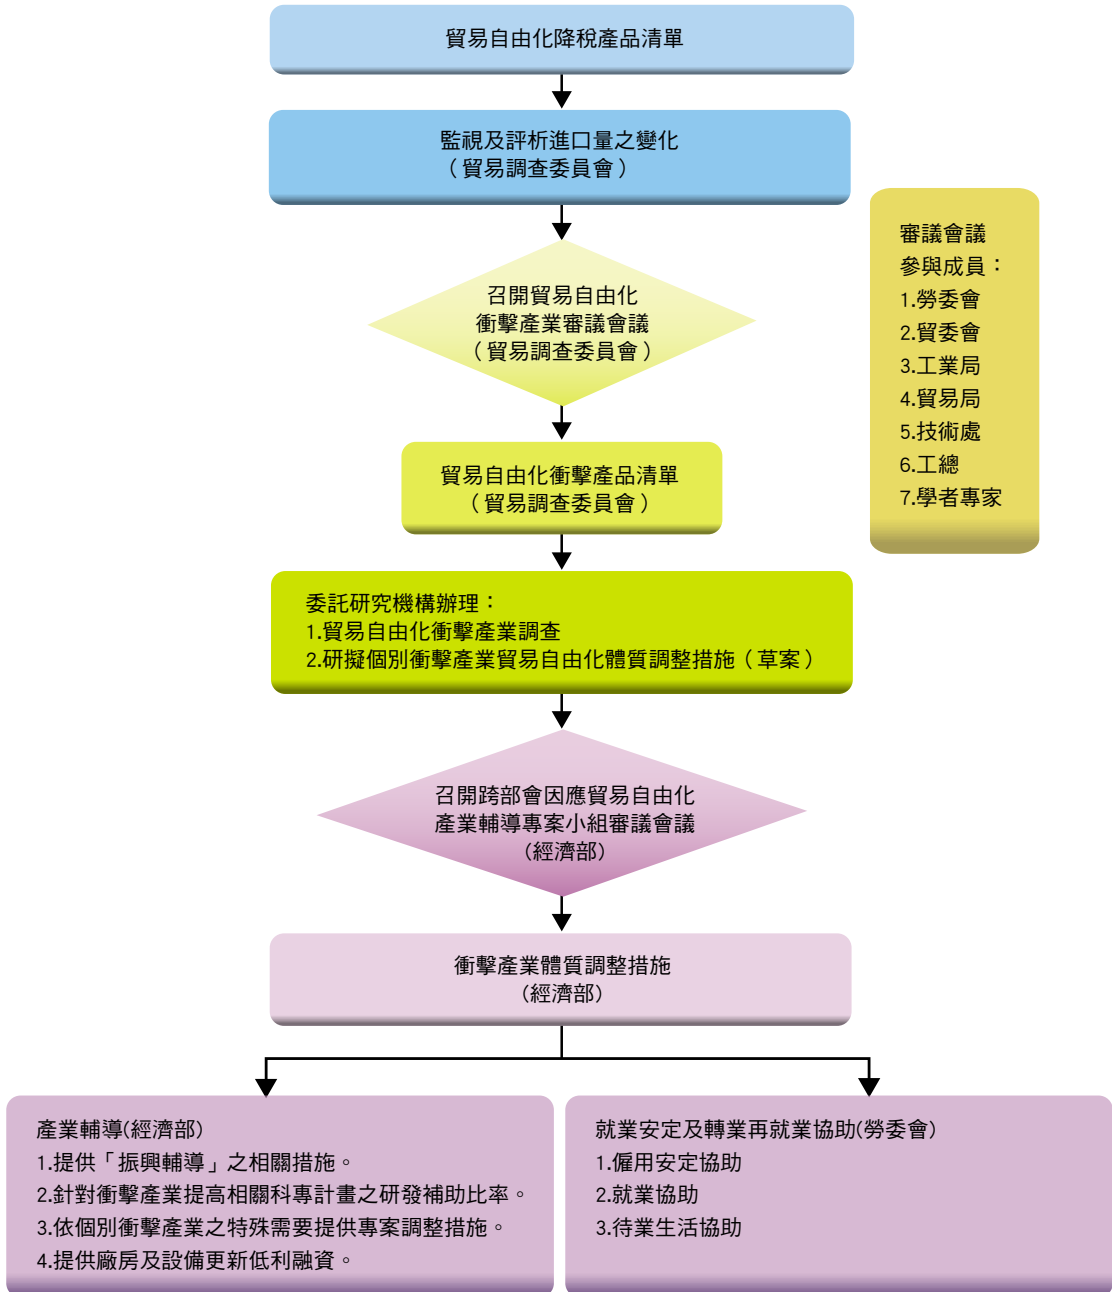 貿易自由化降稅產品清單
監視及評析進口量之變化
（貿易調查委員會）
召開貿易自由化
衝擊產業審議會議
（貿易調查委員會）
審議會議
參與成員：
1.勞委會
2.貿委會
3.工業局
4.貿易局
5.技術處
6.工總
7.學者專家
貿易自由化衝擊產品清單
（貿易調查委員會）
委託研究機構辦理：
1.貿易自由化衝擊產業調查
2.研擬個別衝擊產業貿易自由化體質調整措施（草案）
召開跨部會因應貿易自由化
產業輔導專案小組審議會議
(經濟部)
衝擊產業體質調整措施
(經濟部)
產業輔導(經濟部)
1.提供「振興輔導」之相關措施。
2.針對衝擊產業提高相關科專計畫之研發補助比率。
3.依個別衝擊產業之特殊需要提供專案調整措施。
4.提供廠房及設備更新低利融資。
就業安定及轉業再就業協助(勞委會)
1.僱用安定協助
2.就業協助
3.待業生活協助